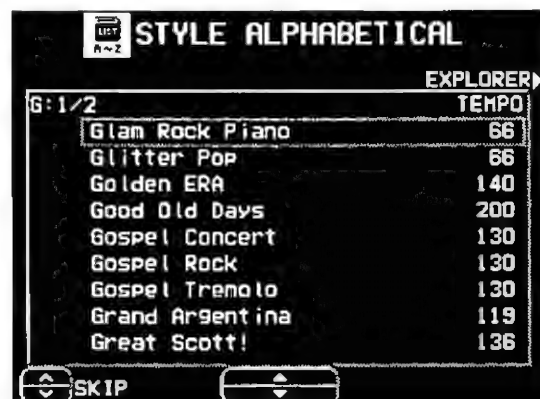 LIST
A~Z
STYLE ALPHABETICAL
EXPLORER
G:1/2 TEMPO
Glam Rock Piano 66
Glitter Pop 66
Golden ERA 140
Good Old Days 200
Gospel Concert 130
Gospel Rock 130
Gospel Tremolo 130
Grand Argentina 119
Great Scott! 136
SKIP